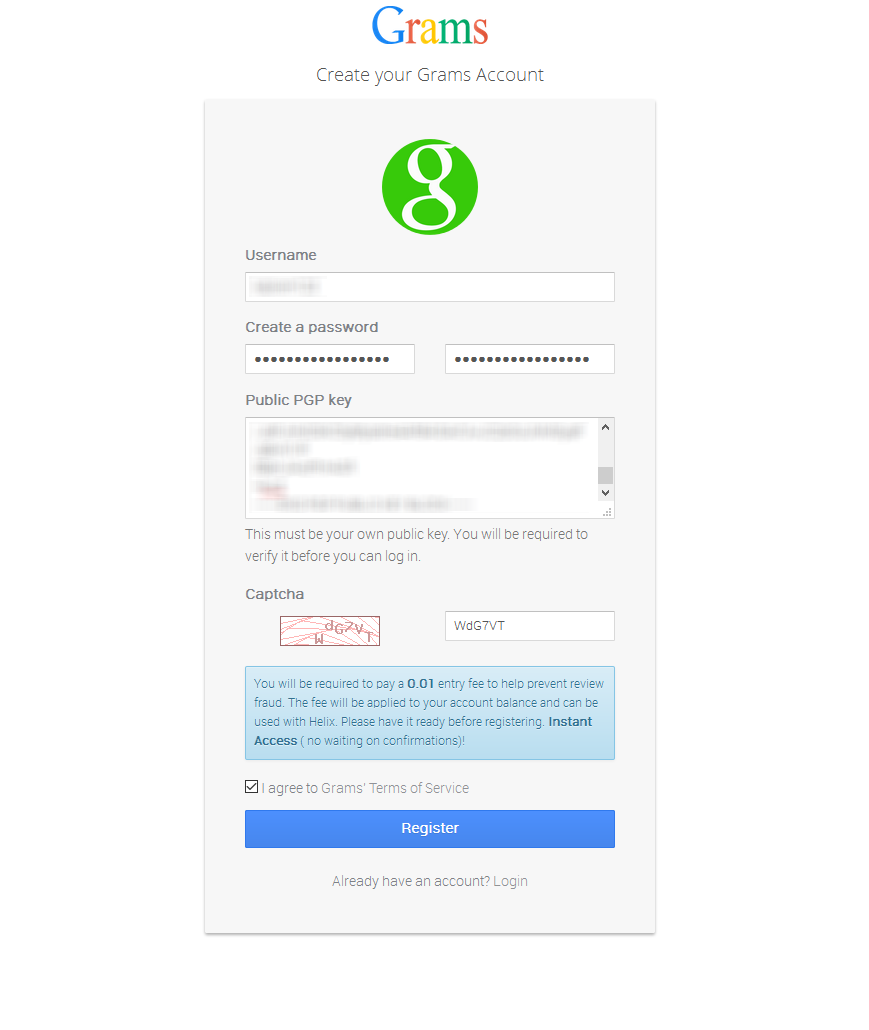 Grams
Create your Grams Account
g
Username
Create a password
Public PGP key
This must be your own public key. You will be required to
verify it before you can log in.
Captcha
WdG7VT
WdG7VT
You will be required to pay a 0.01 entry fee to help prevent review
fraud. The fee will be applied to your account balance and can be
used with Helix. Please have it ready before registering. Instant
Access ( no waiting on confirmations)!
I agree to Grams' Terms of Service
Register
Already have an account? Login